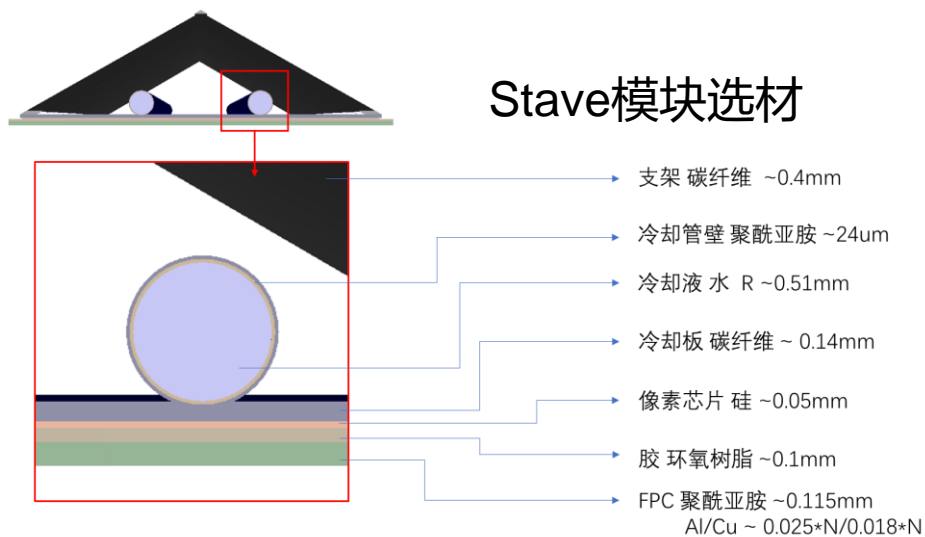 Stave模块选材
支架 碳纤维 ~0.4mm
冷却管壁 聚酰亚胺 ~24um
冷却液 水 R ~0.51mm
冷却板 碳纤维 ~ 0.14mm
像素芯片 硅 ~0.05mm
胶 环氧树脂 ~0.1mm
FPC 聚酰亚胺 ~0.115mm
Al/Cu ~ 0.025*N/0.018*N